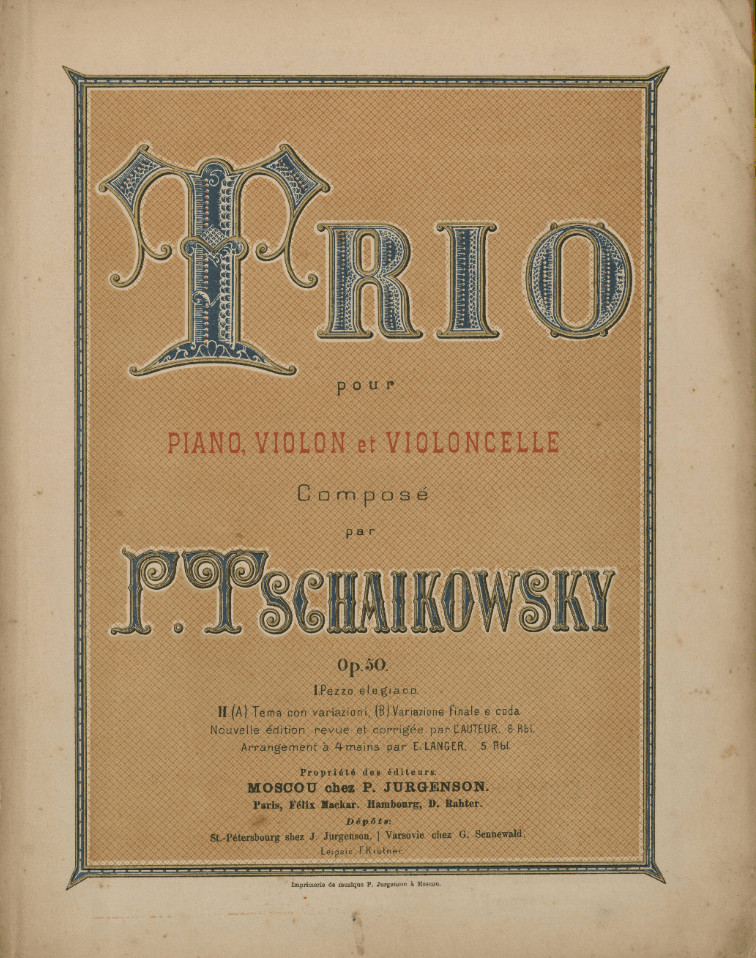 TRIO
pour
PIANO, VIOLON et VIOLONCELLE
Composé
par
P. TSCHAIKOWSKY
Op. 50.
I. Pezzo elegiaco.
II. (A) Tema con variazioni, (B) Variazione finale e coda
Nouvelle édition revue et corrigée par L'AUTEUR. 6 Rbl.
Arrangement à 4 mains par E. LANGER. 5 Rbl.
Propriété des éditeurs.
MOSCOU chez P. JURGENSON.
Paris, Félix Mackar. Hambourg, D. Rahter.
Dépôts:
St.-Pétersbourg shez J. Jurgenson. | Varsovie chez G. Sennewald.
Leipsic, F. Kistner.
Imprimerie de musique P. Jurgenson à Moscou.